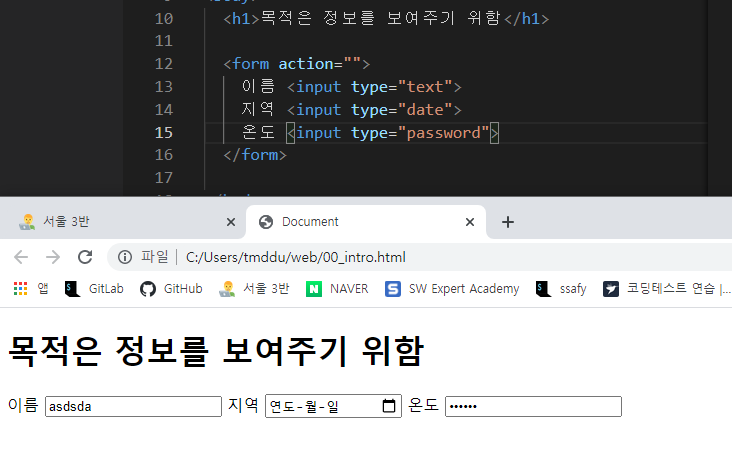 10 <h1>목적은 정보를 보여주기 위함</h1>
11
12 <form action="">
13 이름 <input type="text">
14 지역 <input type="date">
15 온도 <input type="password">
16 </form>
17
서울 3반 Document
파일 C:/Users/tmddu/web/00_intro.html
앱 GitLab GitHub 서울 3반 NAVER SW Expert Academy ssafy 코딩테스트 연습 |...
목적은 정보를 보여주기 위함
이름 asdsda 지역 연도-월-일 온도 ••••••